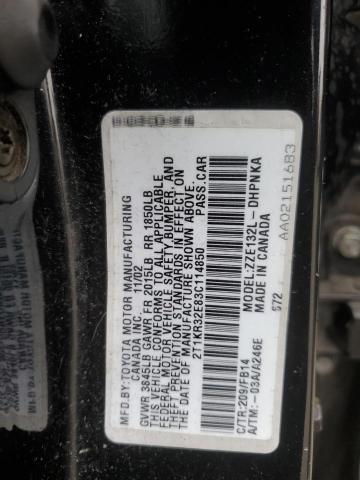 MFD. BY:TOYOTA MOTOR MANUFACTURING
CANADA INC. 11/02
GVWR 3845LB GAWR FR 2015LB RR 1850LB
THIS VEHICLE CONFORMS TO ALL APPLICABLE
FEDERAL MOTOR VEHICLE SAFETY, BUMPER, AND
THEFT PREVENTION STANDARDS IN EFFECT ON
THE DATE OF MANUFACTURE SHOWN ABOVE.
2T1KR32E83C114850 PASS.CAR
C/TR:209/FB14 MODEL:ZZE132L-DHPNKA
A/TM:-03A/A246E MADE IN CANADA
572
AA02151683